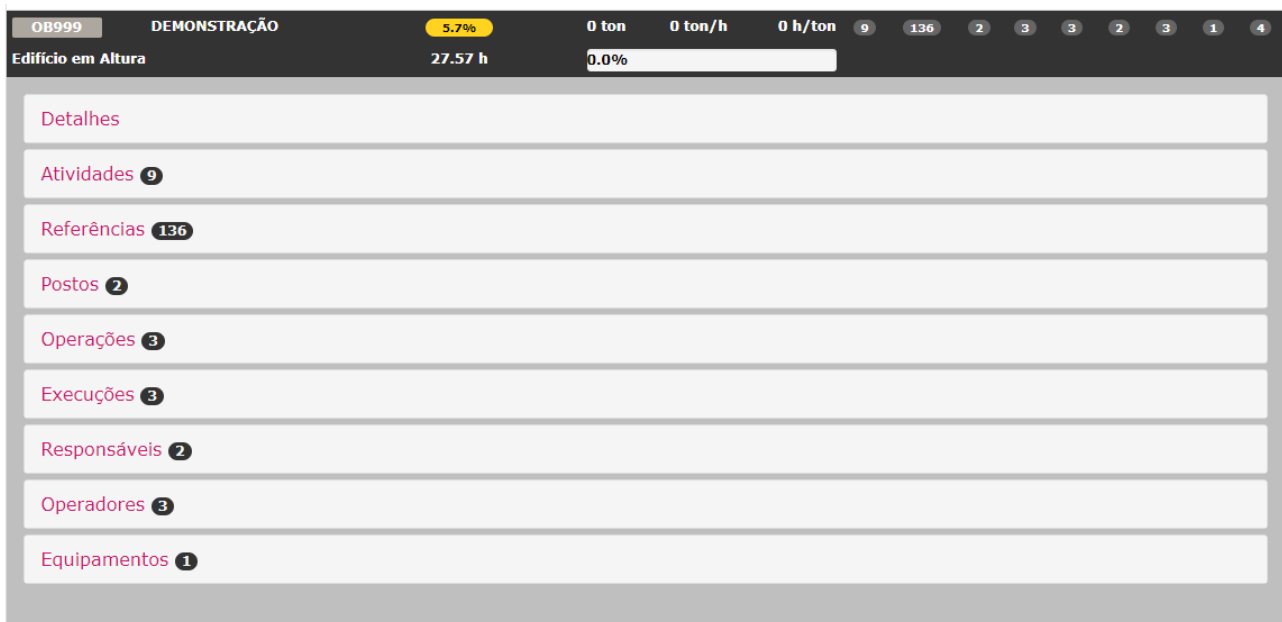 OB999 DEMONSTRAÇÃO 5.7% 0 ton 0 ton/h 0 h/ton 9 136 2 3 3 2 3 1 4
Edifício em Altura 27.57 h 0.0%
Detalhes
Atividades 9
Referências 136
Postos 2
Operações 3
Execuções 3
Responsáveis 2
Operadores 3
Equipamentos 1